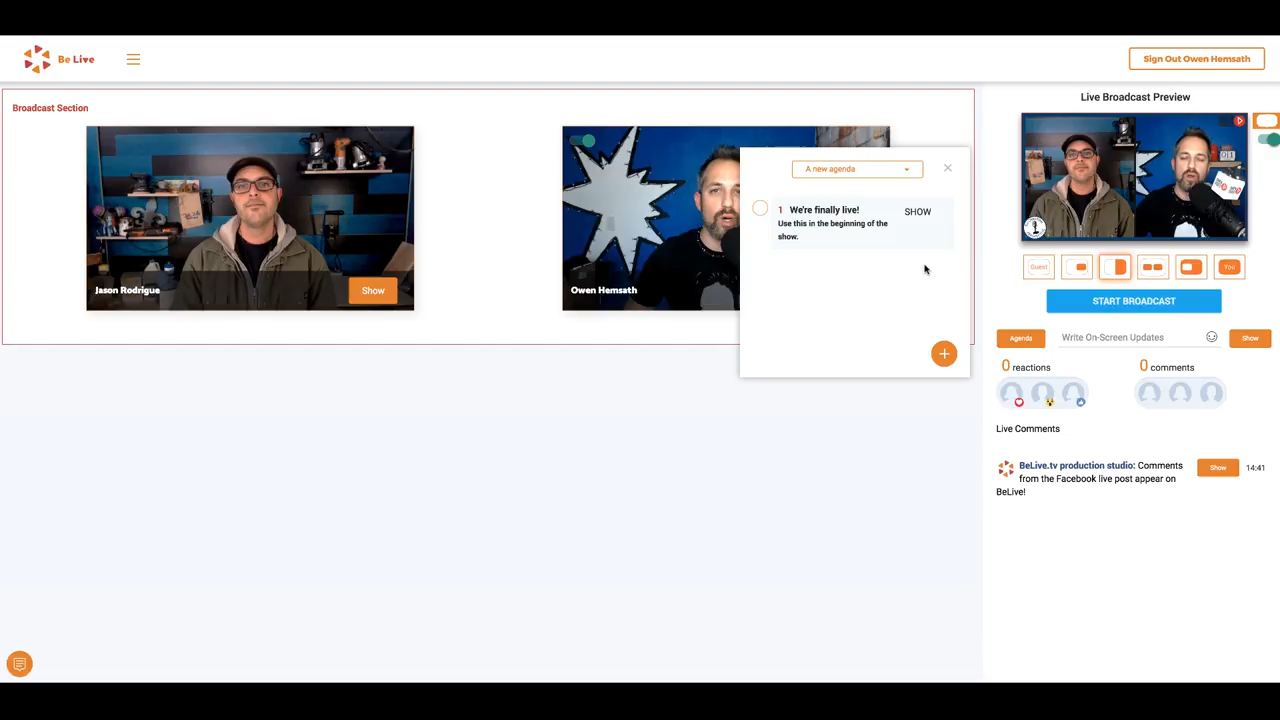 Be Live
Sign Out Owen Hemsath
Broadcast Section
Jason Rodrigue
Show
Owen Hemsath
A new agenda
1 We're finally live!
SHOW
Use this in the beginning of the
show.
+
Live Broadcast Preview
Guest
You
START BROADCAST
Agenda
Write On-Screen Updates
Show
0 reactions
0 comments
Live Comments
BeLive.tv production studio: Comments
from the Facebook live post appear on
BeLive!
Show
14:41